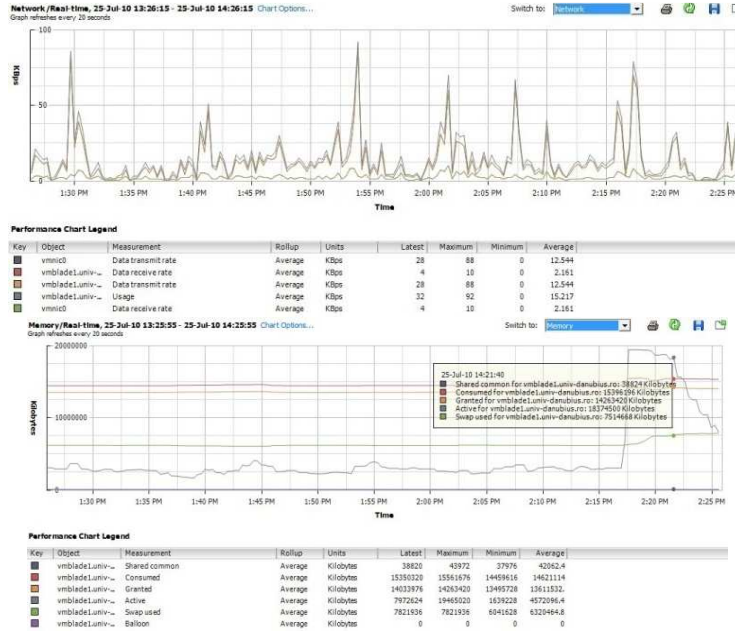 Network/Real-time, 25-Jul-10 13:26:15 - 25-Jul-10 14:26:15 Chart Options... Switch to: Network
Graph refreshes every 20 seconds
100
50
0
KBps
1:30 PM 1:35 PM 1:40 PM 1:45 PM 1:50 PM 1:55 PM 2:00 PM 2:05 PM 2:10 PM 2:15 PM 2:20 PM 2:25 P
Time
Performance Chart Legend
Key Object Measurement Rollup Units Latest Maximum Minimum Average
vmnic0 Data transmit rate Average KBps 28 88 0 12.544
vmblade1.univ-... Data receive rate Average KBps 4 10 0 2.161
vmblade1.univ-... Data transmit rate Average KBps 28 88 0 12.544
vmblade1.univ-... Usage Average KBps 32 92 0 15.217
vmnic0 Data receive rate Average KBps 4 10 0 2.161
Memory/Real-time, 25-Jul-10 13:25:55 - 25-Jul-10 14:25:55 Chart Options... Switch to: Memory
Graph refreshes every 20 seconds
20000000
10000000
0
Kilobytes
25-Jul-10 14:21:40
Shared common for vmblade1.univ-danubius.ro: 38824 Kilobytes
Consumed for vmblade1.univ-danubius.ro: 15396196 Kilobytes
Granted for vmblade1.univ-danubius.ro: 14263420 Kilobytes
Active for vmblade1.univ-danubius.ro: 18374500 Kilobytes
Swap used for vmblade1.univ-danubius.ro: 7514668 Kilobytes
1:30 PM 1:35 PM 1:40 PM 1:45 PM 1:50 PM 1:55 PM 2:00 PM 2:05 PM 2:10 PM 2:15 PM 2:20 PM 2:25 PM
Time
Performance Chart Legend
Key Object Measurement Rollup Units Latest Maximum Minimum Average
vmblade1.univ-... Shared common Average Kilobytes 38820 43972 37976 42062.4
vmblade1.univ-... Consumed Average Kilobytes 15350320 15561676 14459616 14621114
vmblade1.univ-... Granted Average Kilobytes 14033976 14263420 13495728 13611532.
vmblade1.univ-... Active Average Kilobytes 7972624 19465020 1639228 4572096.4
vmblade1.univ-... Swap used Average Kilobytes 7821936 7821936 6041628 6320464.8
vmblade1.univ-... Balloon Average Kilobytes 0 0 0 0